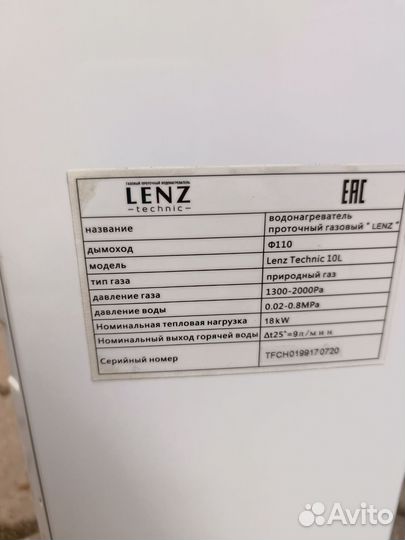 ГАЗОВЫЙ ПРОТОЧНЫЙ ВОДОНАГРЕВАТЕЛЬ
LENZ
technic
EAC
название водонагреватель проточный газовый " LENZ "
дымоход Ф110
модель Lenz Technic 10L
тип газа природный газ
давление газа 1300-2000Pa
давление воды 0.02-0.8MPa
Номинальная тепловая нагрузка 18kW
Номинальный выход горячей воды Δt25°=9л/мин
Серийный номер TFCH0199170720
Avito